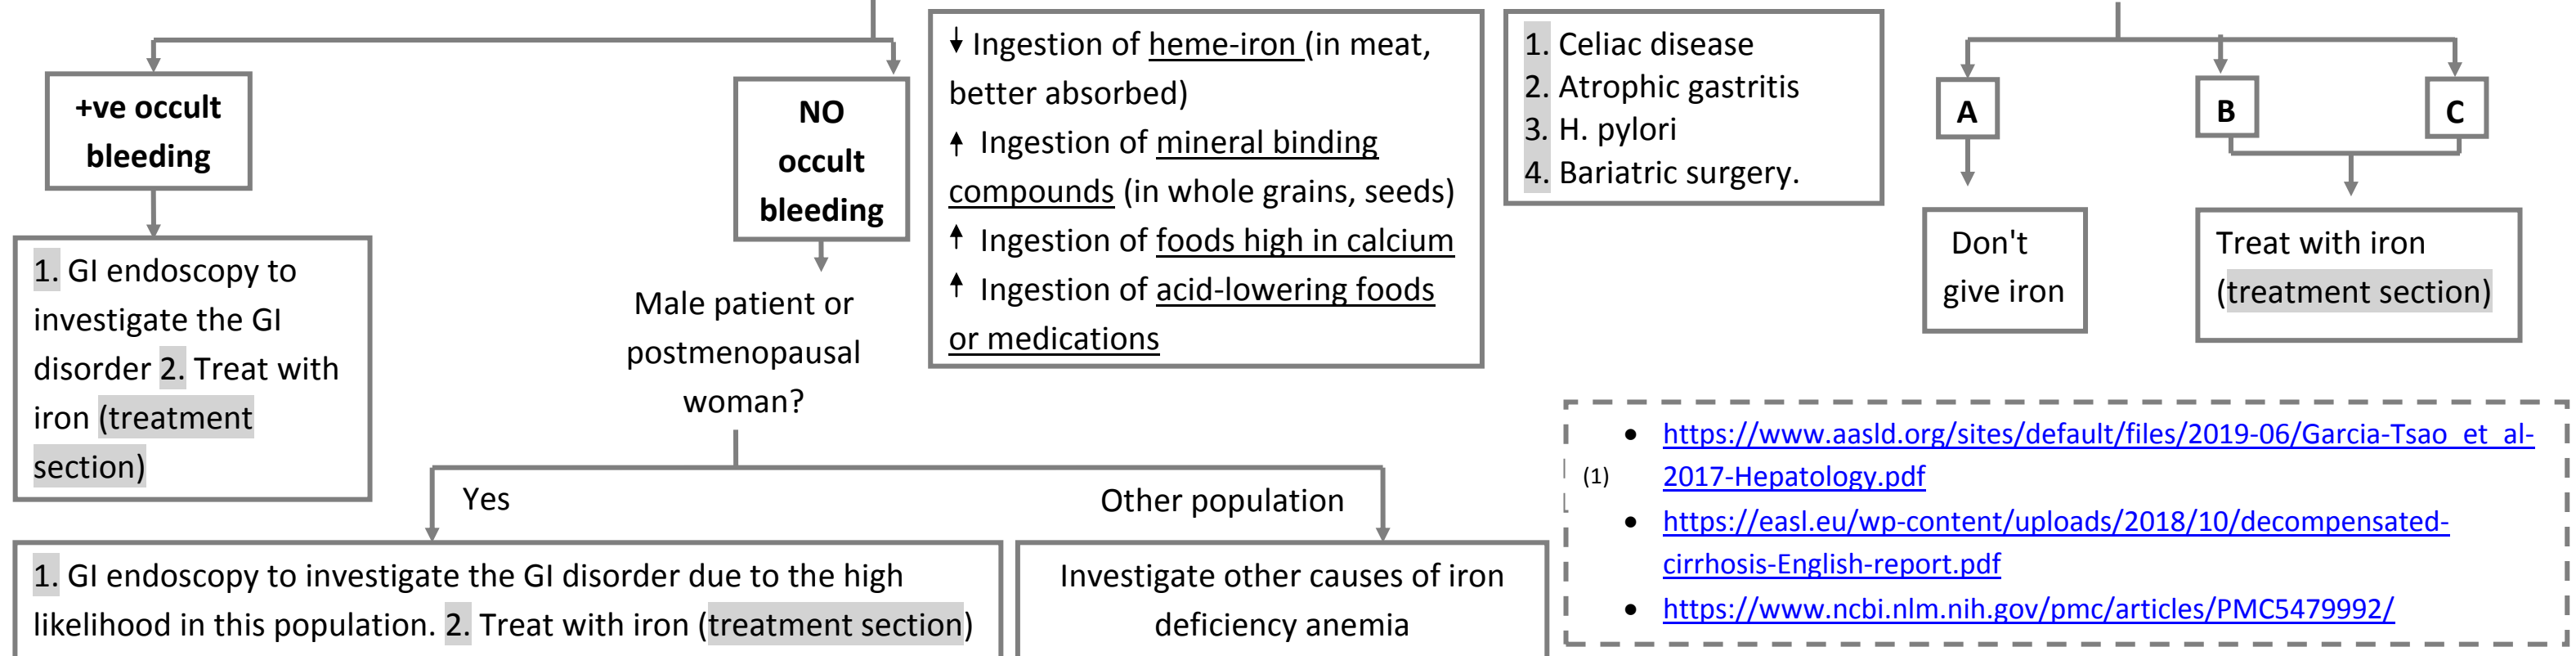 +ve occult
bleeding
1. GI endoscopy to
investigate the GI
disorder 2. Treat with
iron (treatment
section)
NO
occult
bleeding
Male patient or
postmenopausal
woman?
Yes
Other population
1. GI endoscopy to investigate the GI disorder due to the high
likelihood in this population. 2. Treat with iron (treatment section)
Investigate other causes of iron
deficiency anemia
↓ Ingestion of heme-iron (in meat,
better absorbed)
↑ Ingestion of mineral binding
compounds (in whole grains, seeds)
↑ Ingestion of foods high in calcium
↑ Ingestion of acid-lowering foods
or medications
1. Celiac disease
2. Atrophic gastritis
3. H. pylori
4. Bariatric surgery.
A
B
C
Don't
give iron
Treat with iron
(treatment section)
(1)
• https://www.aasld.org/sites/default/files/2019-06/Garcia-Tsao_et_al-
2017-Hepatology.pdf
• https://easl.eu/wp-content/uploads/2018/10/decompensated-
cirrhosis-English-report.pdf
• https://www.ncbi.nlm.nih.gov/pmc/articles/PMC5479992/